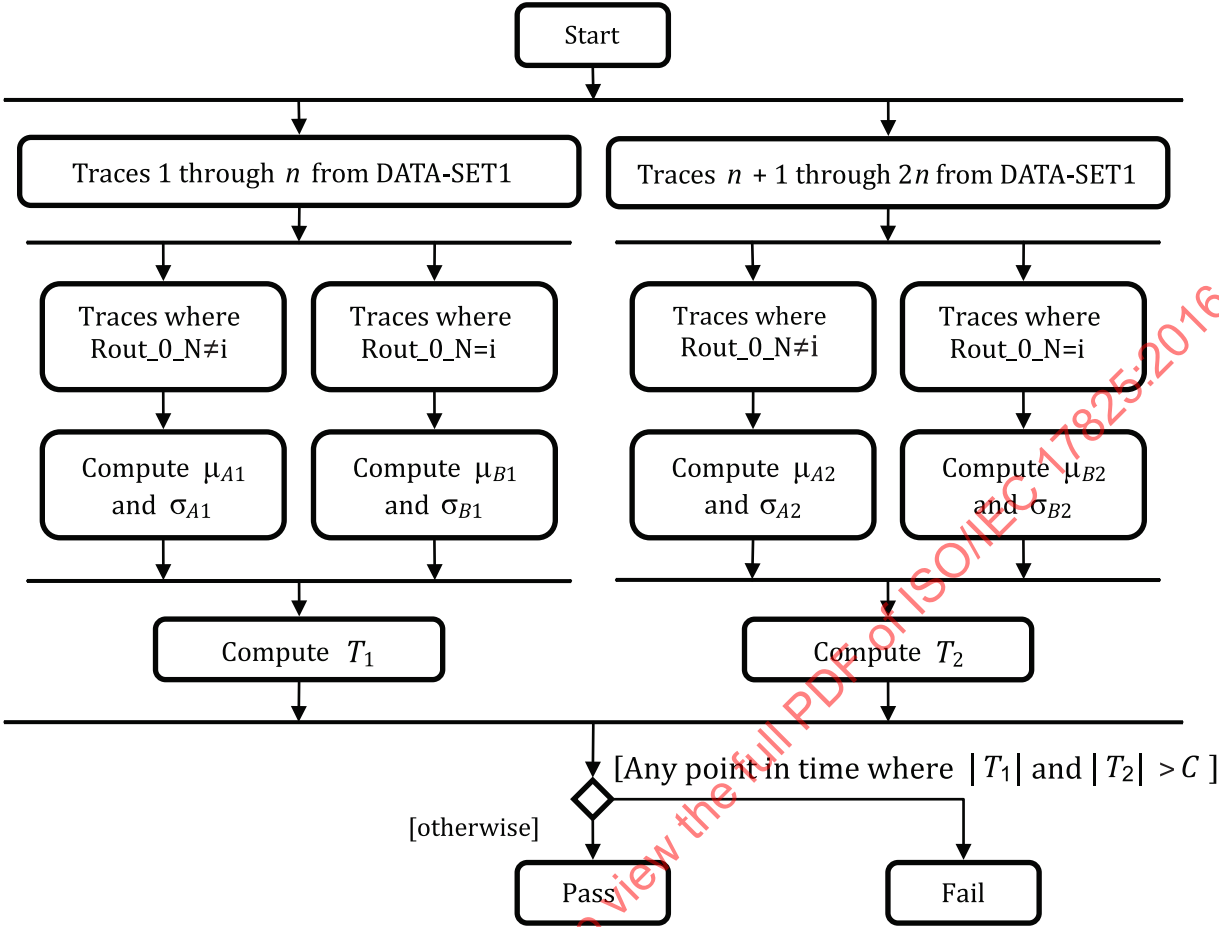 Start
Traces 1 through n from DATA-SET1
Traces n + 1 through 2n from DATA-SET1
Traces where
Rout_0_N≠i
Traces where
Rout_0_N=i
Traces where
Rout_0_N≠i
Traces where
Rout_0_N=i
Compute μA1
and σA1
Compute μB1
and σB1
Compute μA2
and σA2
Compute μB2
and σB2
Compute T1
Compute T2
[Any point in time where |T1| and |T2| > C ]
[otherwise]
Pass
Fail
view the full PDF of ISO/IEC 17825:2016